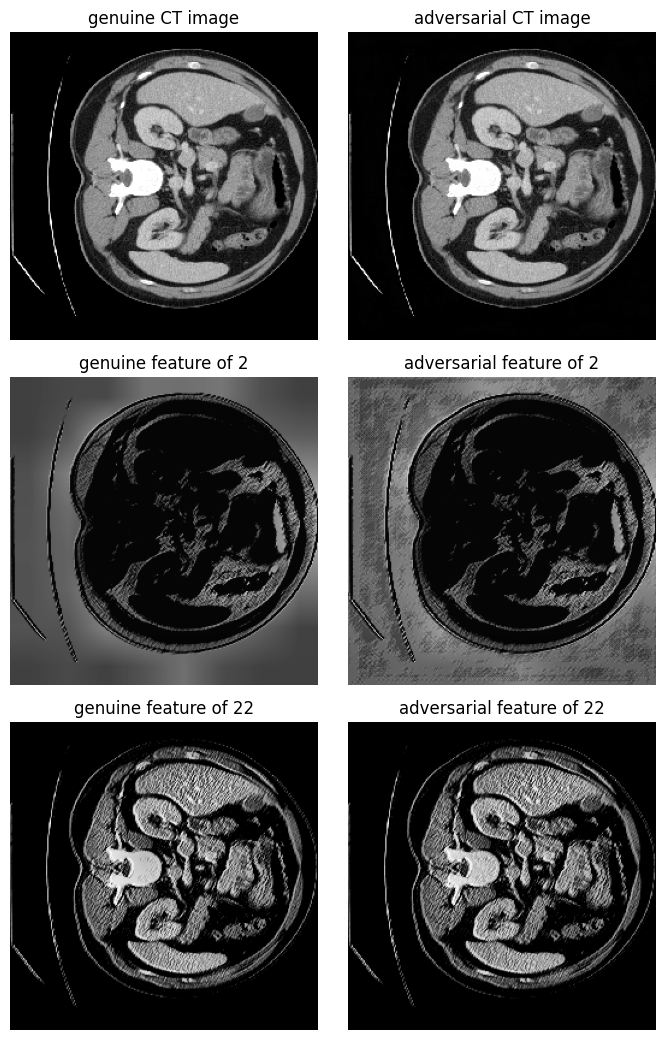 genuine CT image
adversarial CT image
genuine feature of 2
adversarial feature of 2
genuine feature of 22
adversarial feature of 22